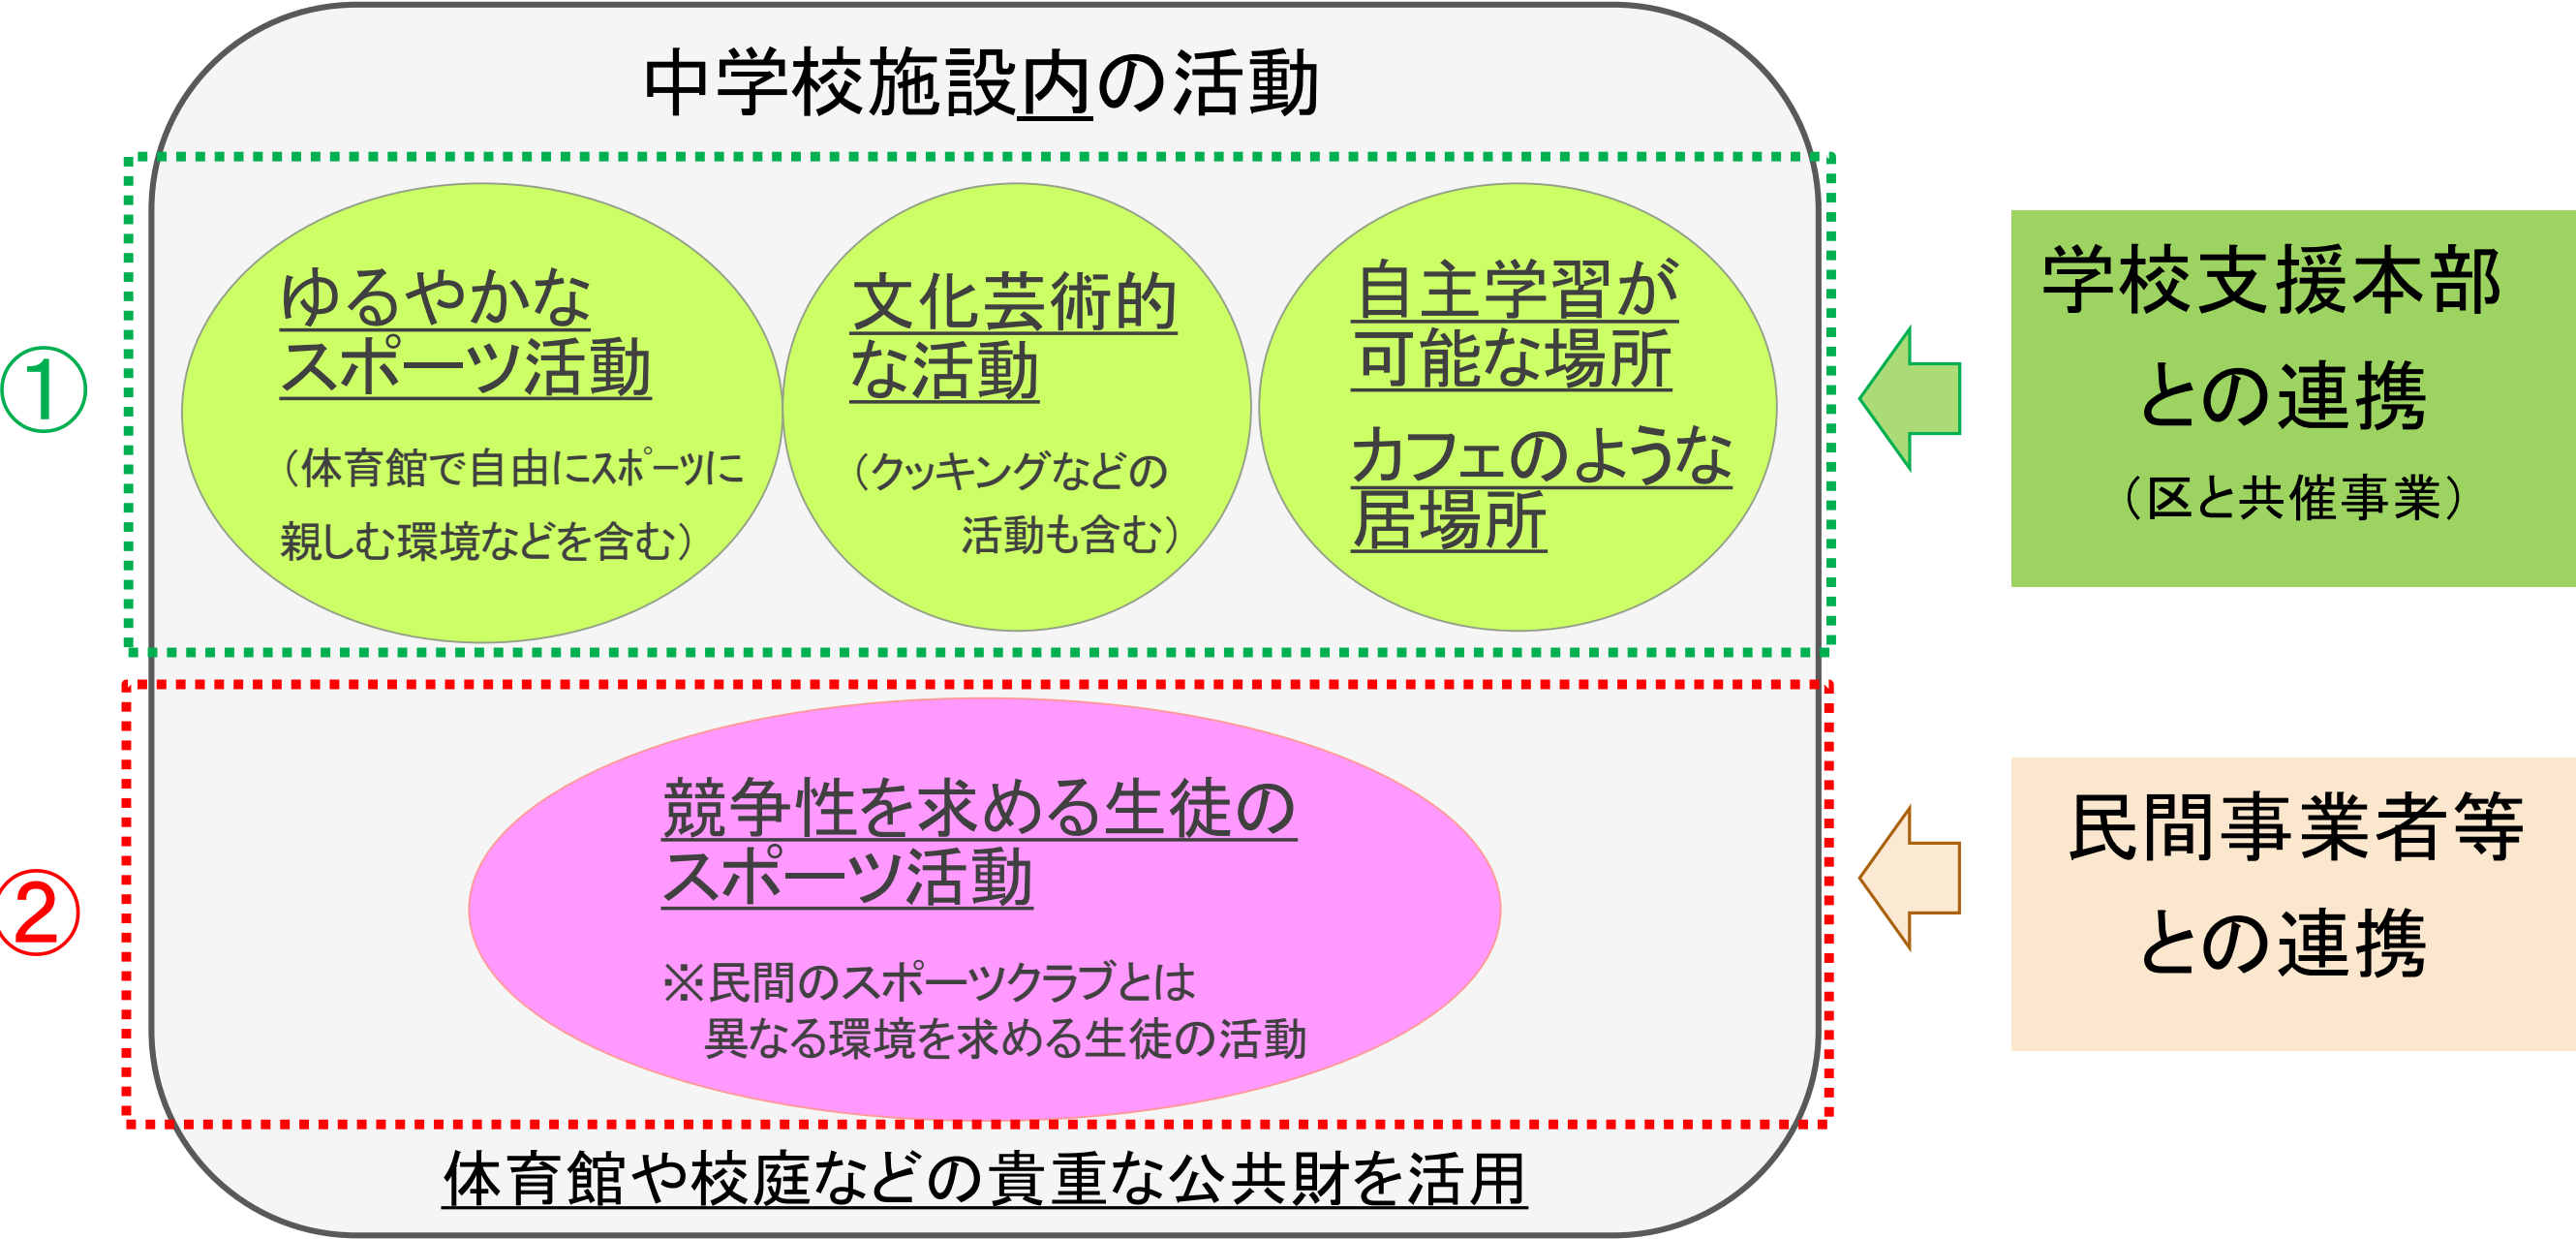 中学校施設内の活動
①
ゆるやかな
スポーツ活動
（体育館で自由にｽﾎﾟｰﾂに
親しむ環境などを含む）
文化芸術的
な活動
（クッキングなどの
活動も含む）
自主学習が
可能な場所
カフェのような
居場所
学校支援本部
との連携
（区と共催事業）
②
競争性を求める生徒の
スポーツ活動
※民間のスポーツクラブとは
異なる環境を求める生徒の活動
民間事業者等
との連携
体育館や校庭などの貴重な公共財を活用